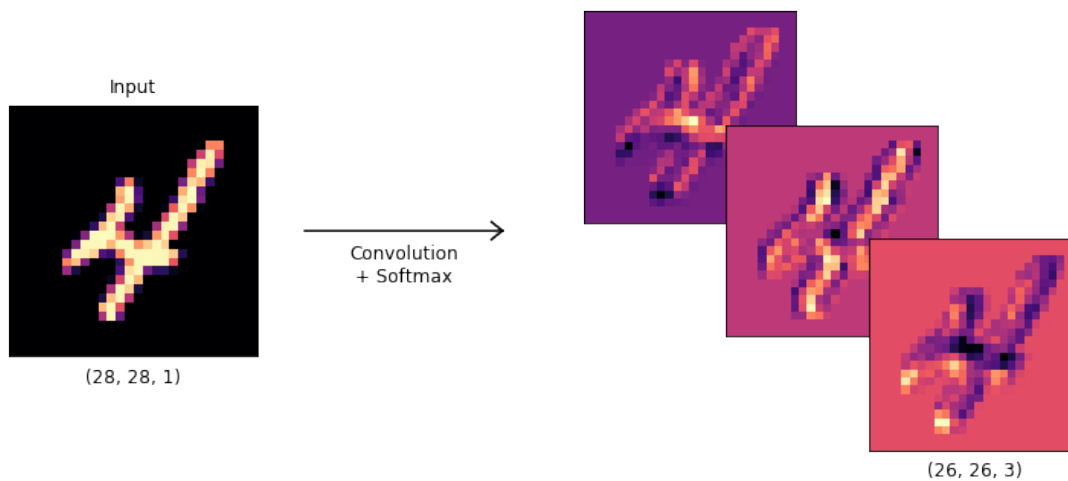 Input
(28, 28, 1)
Convolution
+ Softmax
(26, 26, 3)